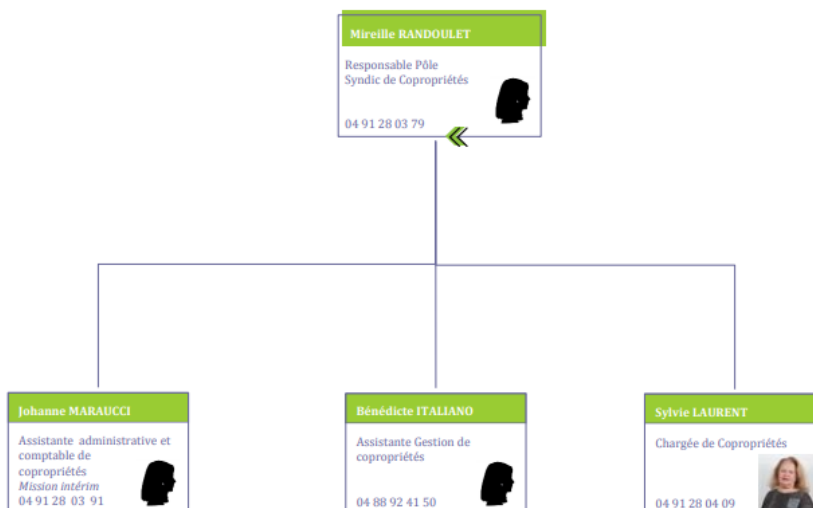 Mireille RANDOULET
Responsable Pôle
Syndic de Copropriétés
04 91 28 03 79
Johanne MARAUCCI
Assistante administrative et
comptable de
copropriétés
Mission intérim
04 91 28 03 91
Bénédicte ITALIANO
Assistante Gestion de
copropriétés
04 88 92 41 50
Sylvie LAURENT
Chargée de Copropriétés
04 91 28 04 09